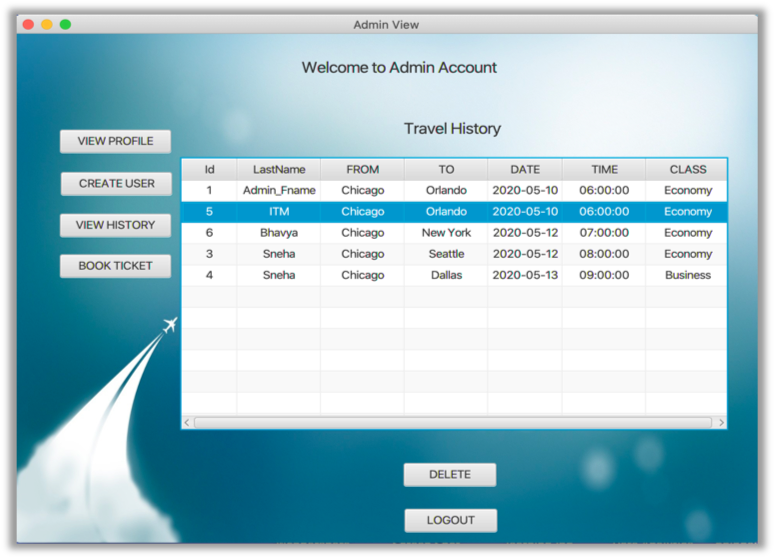 Admin View
Welcome to Admin Account
Travel History
VIEW PROFILE
CREATE USER
VIEW HISTORY
BOOK TICKET
Id LastName FROM TO DATE TIME CLASS
1 Admin_Fname Chicago Orlando 2020-05-10 06:00:00 Economy
5 ITM Chicago Orlando 2020-05-10 06:00:00 Economy
6 Bhavya Chicago New York 2020-05-12 07:00:00 Economy
3 Sneha Chicago Seattle 2020-05-12 08:00:00 Economy
4 Sneha Chicago Dallas 2020-05-13 09:00:00 Business
DELETE
LOGOUT